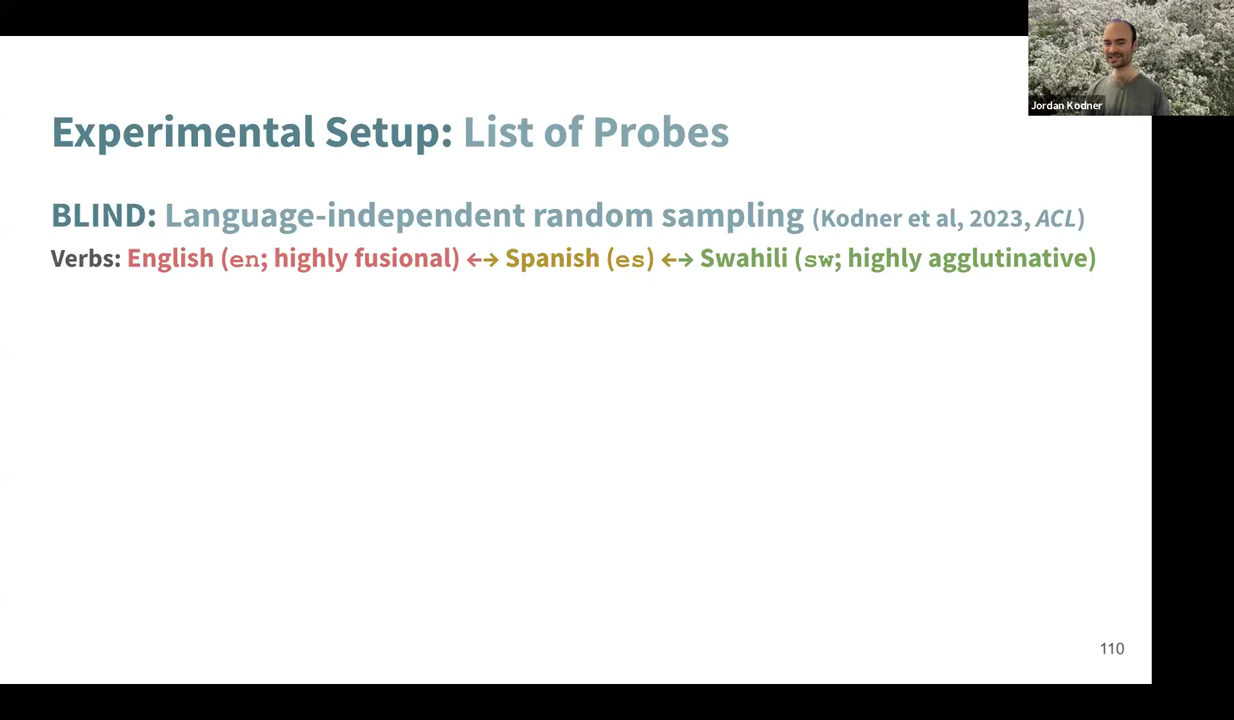 Jordan Kodner
Experimental Setup: List of Probes
BLIND: Language-independent random sampling (Kodner et al, 2023, ACL)
Verbs: English (en; highly fusional) ←→ Spanish (es) ←→ Swahili (sw; highly agglutinative)
110